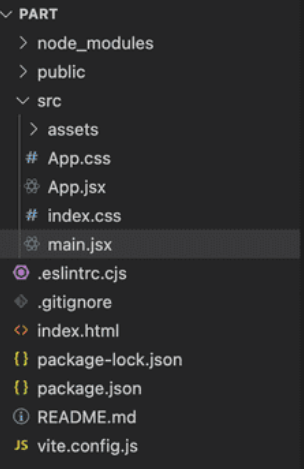 PART
node_modules
public
src
assets
# App.css
App.jsx
# index.css
main.jsx
.eslintrc.cjs
.gitignore
<> index.html
{} package-lock.json
{} package.json
README.md
JS vite.config.js